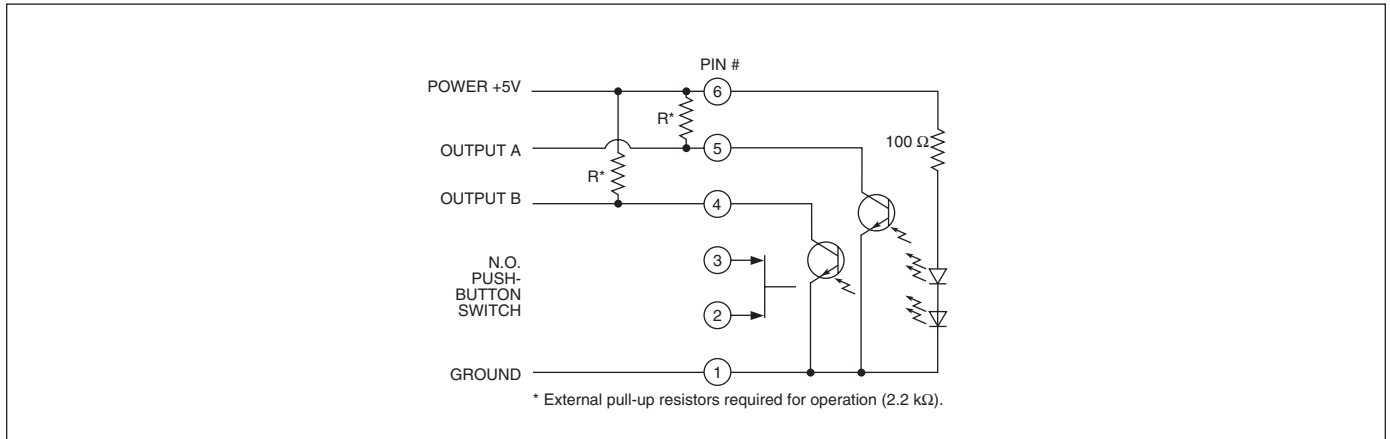 PIN #
POWER +5V
6
R*
100 Ω
OUTPUT A
5
R*
OUTPUT B
4
N.O.
PUSH-
BUTTON
SWITCH
3
2
GROUND
1
* External pull-up resistors required for operation (2.2 kΩ).